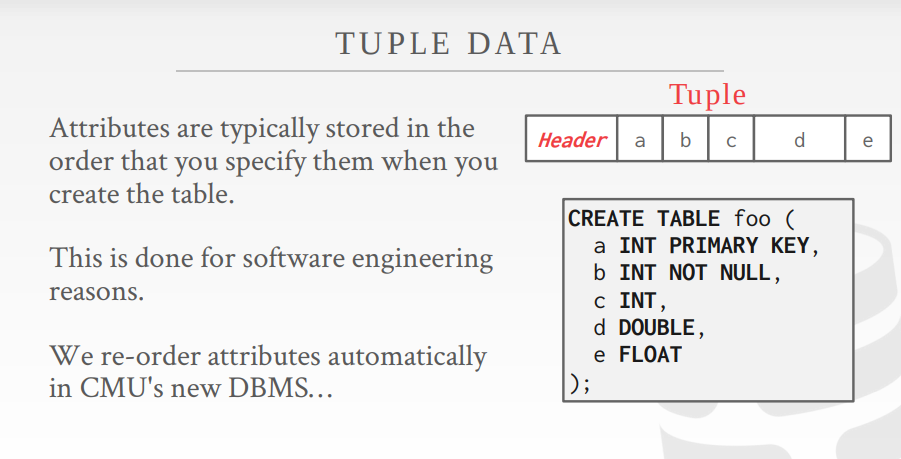 TUPLE DATA
Attributes are typically stored in the
order that you specify them when you
create the table.
This is done for software engineering
reasons.
We re-order attributes automatically
in CMU's new DBMS…
Tuple
Header a b c d e
CREATE TABLE foo (
a INT PRIMARY KEY,
b INT NOT NULL,
c INT,
d DOUBLE,
e FLOAT
);